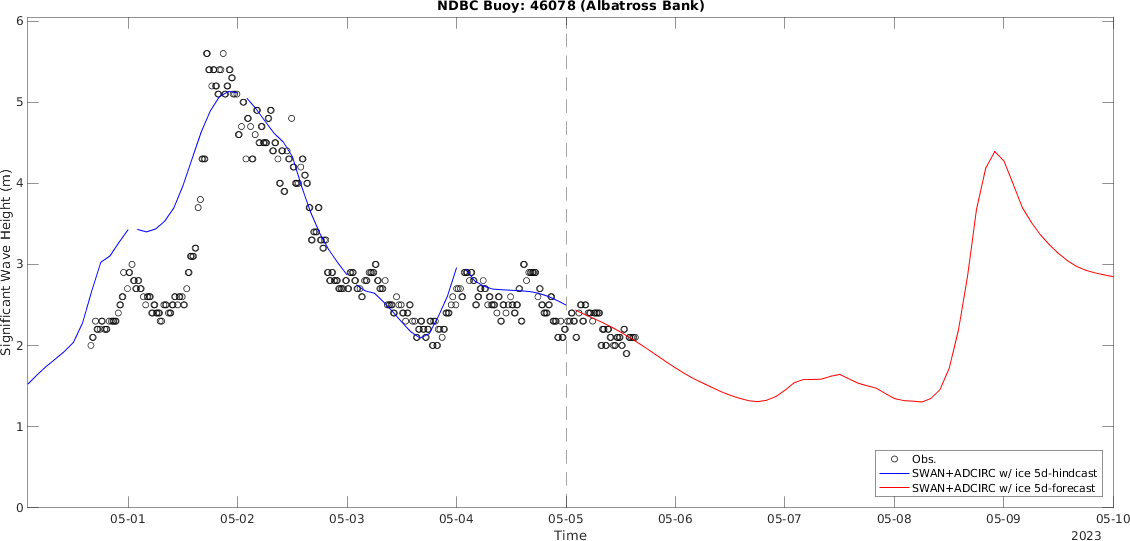 NDBC Buoy: 46078 (Albatross Bank)
6
5
4
3
2
1
0
Significant Wave Height (m)
05-01 05-02 05-03 05-04 05-05 05-06 05-07 05-08 05-09 05-10
Time
2023
Obs.
SWAN+ADCIRC w/ ice 5d-hindcast
SWAN+ADCIRC w/ ice 5d-forecast